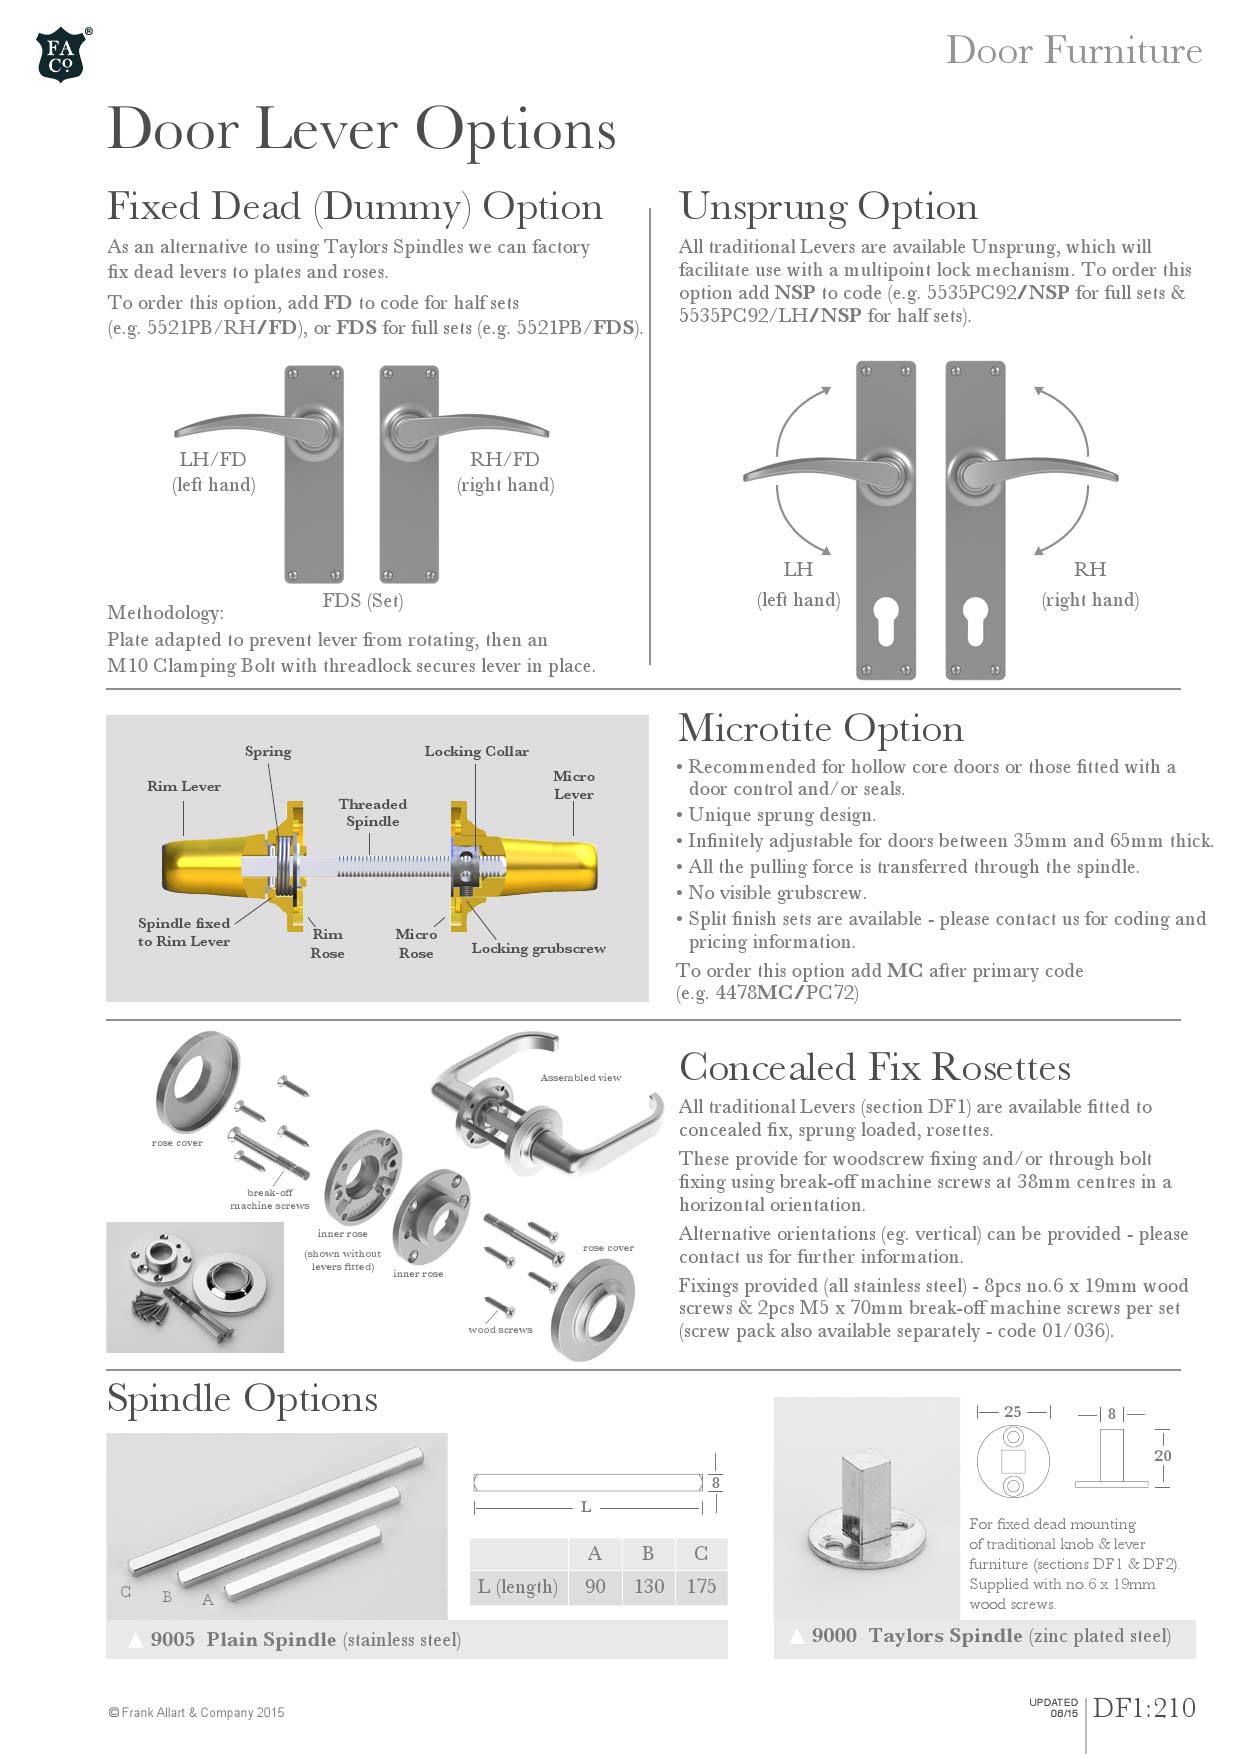 FA
Co.
®
Door Furniture
Door Lever Options
Fixed Dead (Dummy) Option
As an alternative to using Taylors Spindles we can factory
fix dead levers to plates and roses.
To order this option, add FD to code for half sets
(e.g. 5521PB/RH/FD), or FDS for full sets (e.g. 5521PB/FDS).
LH/FD
(left hand)
RH/FD
(right hand)
FDS (Set)
Methodology:
Plate adapted to prevent lever from rotating, then an
M10 Clamping Bolt with threadlock secures lever in place.
Unsprung Option
All traditional Levers are available Unsprung, which will
facilitate use with a multipoint lock mechanism. To order this
option add NSP to code (e.g. 5535PC92/NSP for full sets &
5535PC92/LH/NSP for half sets).
LH
(left hand)
RH
(right hand)
Spring
Locking Collar
Rim Lever
Micro
Lever
Threaded
Spindle
Spindle fixed
to Rim Lever
Rim
Rose
Micro
Rose
Locking grubscrew
Microtite Option
• Recommended for hollow core doors or those fitted with a
door control and/or seals.
• Unique sprung design.
• Infinitely adjustable for doors between 35mm and 65mm thick.
• All the pulling force is transferred through the spindle.
• No visible grubscrew.
• Split finish sets are available - please contact us for coding and
pricing information.
To order this option add MC after primary code
(e.g. 4478MC/PC72)
rose cover
break-off
machine screws
inner rose
(shown without
levers fitted)
inner rose
Assembled view
rose cover
wood screws
Concealed Fix Rosettes
All traditional Levers (section DF1) are available fitted to
concealed fix, sprung loaded, rosettes.
These provide for woodscrew fixing and/or through bolt
fixing using break-off machine screws at 38mm centres in a
horizontal orientation.
Alternative orientations (eg. vertical) can be provided - please
contact us for further information.
Fixings provided (all stainless steel) - 8pcs no.6 x 19mm wood
screws & 2pcs M5 x 70mm break-off machine screws per set
(screw pack also available separately - code 01/036).
Spindle Options
C
B
A
8
L
A B C
L (length) 90 130 175
9005 Plain Spindle (stainless steel)
25
8
20
For fixed dead mounting
of traditional knob & lever
furniture (sections DF1 & DF2).
Supplied with no.6 x 19mm
wood screws.
9000 Taylors Spindle (zinc plated steel)
© Frank Allart & Company 2015
UPDATED
06/15
DF1:210